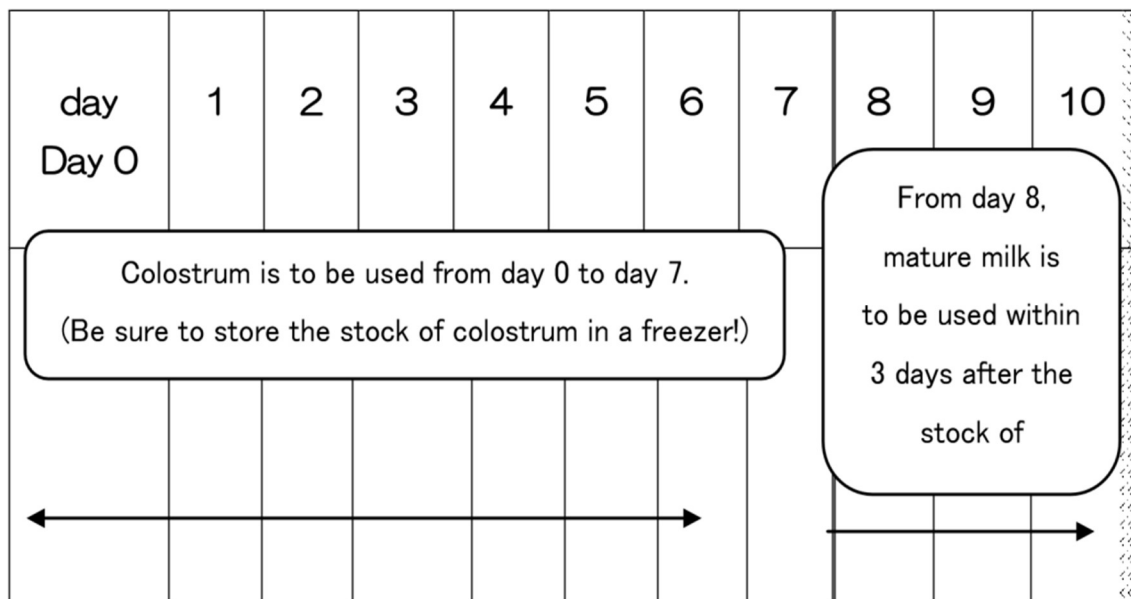 day 1 2 3 4 5 6 7 8 9 10
Day 0
Colostrum is to be used from day 0 to day 7.
(Be sure to store the stock of colostrum in a freezer!)
From day 8,
mature milk is
to be used within
3 days after the
stock of